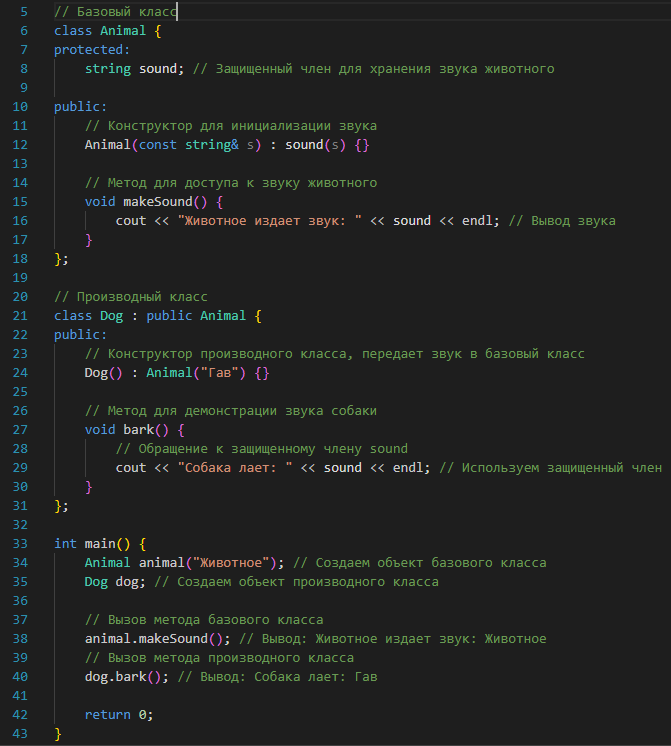 5 // Базовый класс
6 class Animal {
7 protected:
8     string sound; // Защищенный член для хранения звука животного
9
10 public:
11     // Конструктор для инициализации звука
12     Animal(const string& s) : sound(s) {}
13
14     // Метод для доступа к звуку животного
15     void makeSound() {
16         cout << "Животное издает звук: " << sound << endl; // Вывод звука
17     }
18 };
19
20 // Производный класс
21 class Dog : public Animal {
22 public:
23     // Конструктор производного класса, передает звук в базовый класс
24     Dog() : Animal("Гав") {}
25
26     // Метод для демонстрации звука собаки
27     void bark() {
28         // Обращение к защищенному члену sound
29         cout << "Собака лает: " << sound << endl; // Используем защищенный член
30     }
31 };
32
33 int main() {
34     Animal animal("Животное"); // Создаем объект базового класса
35     Dog dog; // Создаем объект производного класса
36
37     // Вызов метода базового класса
38     animal.makeSound(); // Вывод: Животное издает звук: Животное
39     // Вызов метода производного класса
40     dog.bark(); // Вывод: Собака лает: Гав
41
42     return 0;
43 }